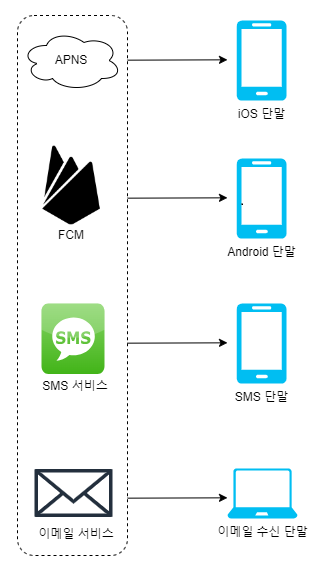 APNS
iOS 단말
FCM
Android 단말
SMS
SMS 서비스
SMS 단말
이메일 서비스
이메일 수신 단말